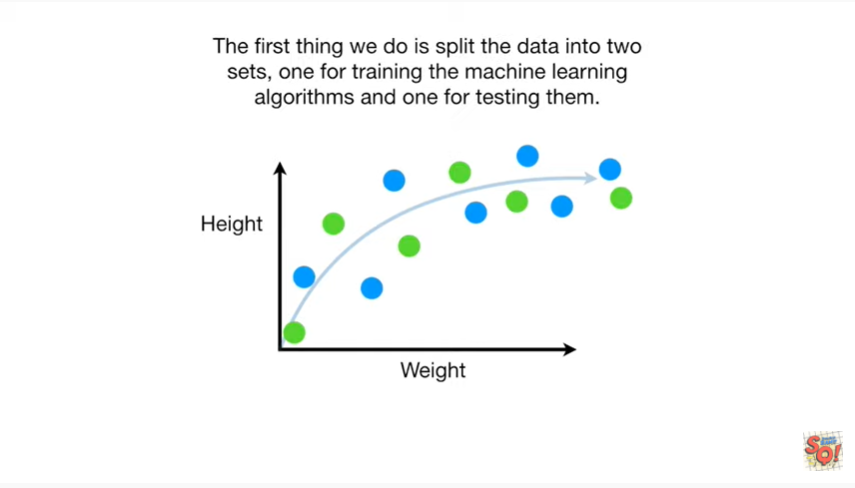 The first thing we do is split the data into two
sets, one for training the machine learning
algorithms and one for testing them.
Height
Weight
SO!